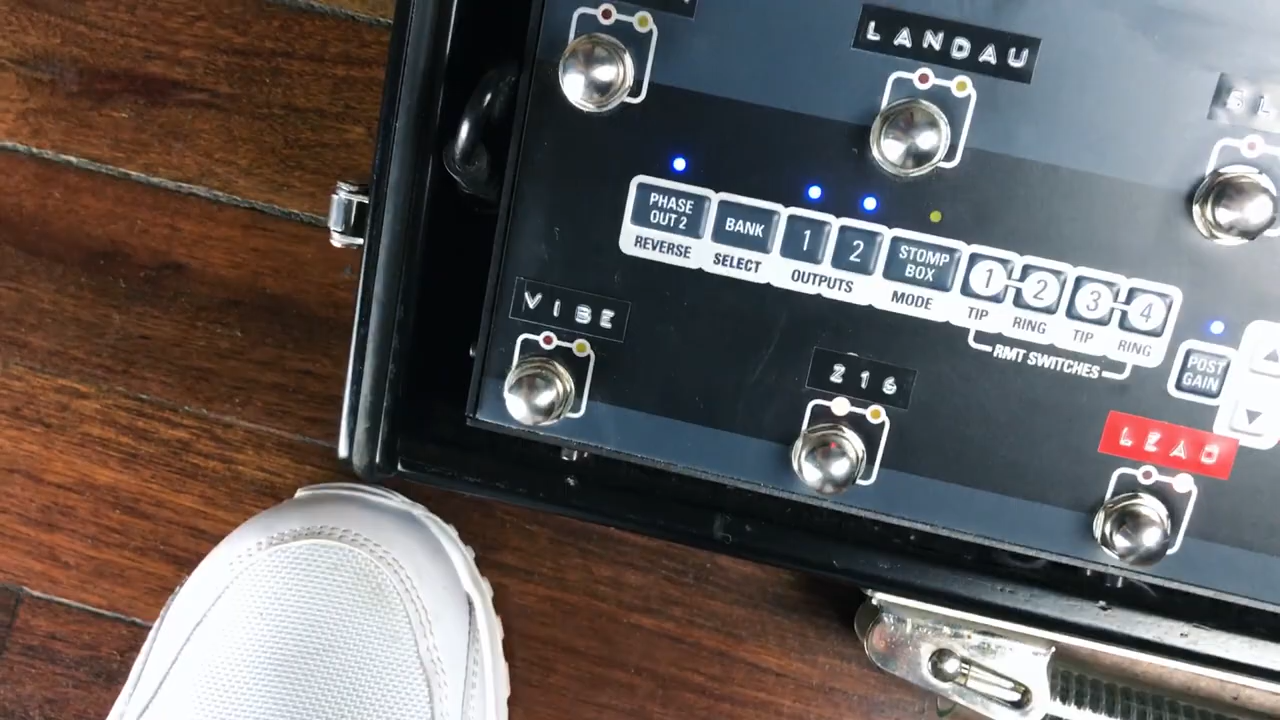 LANDAU
PHASE OUT 2
BANK
1
2
STOMP BOX
1
2
3
4
REVERSE
SELECT
OUTPUTS
MODE
TIP
RING
TIP
RING
RMT SWITCHES
POST GAIN
VIBE
216
LEAD